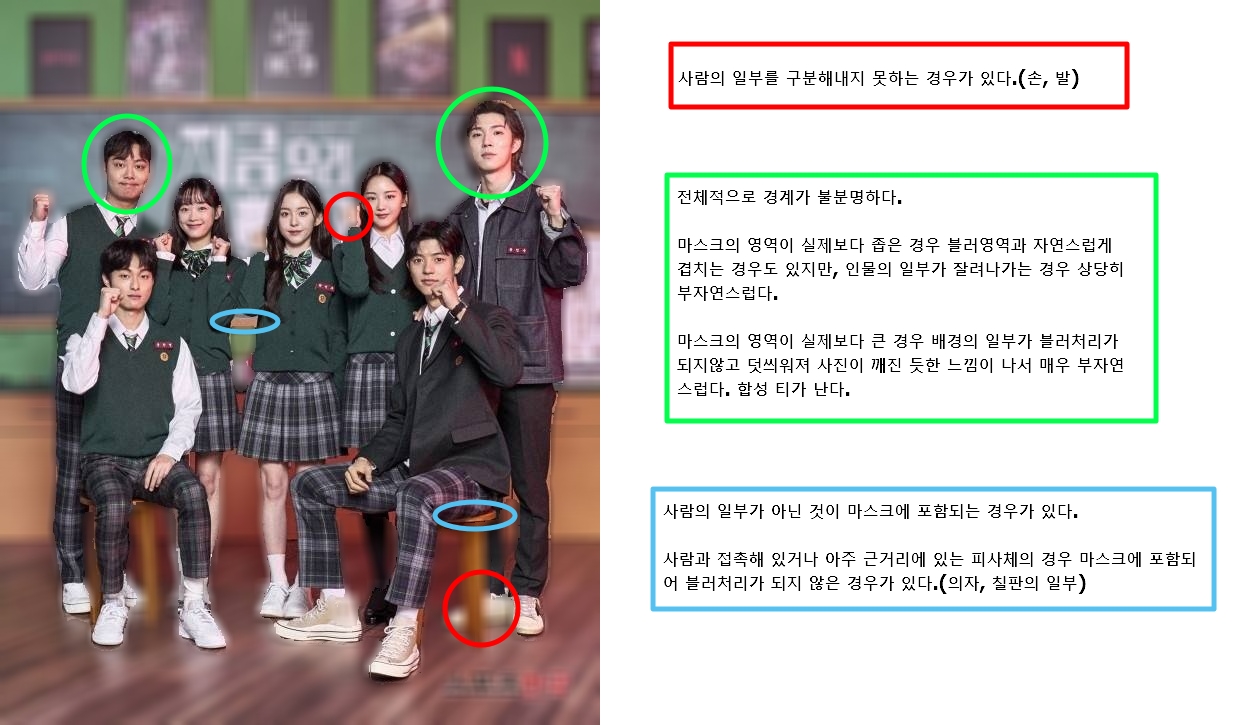 지금 우리
사람의 일부를 구분해내지 못하는 경우가 있다.(손, 발)
전체적으로 경계가 불분명하다.
마스크의 영역이 실제보다 좁은 경우 블러영역과 자연스럽게
겹치는 경우도 있지만, 인물의 일부가 잘려나가는 경우 상당히
부자연스럽다.
마스크의 영역이 실제보다 큰 경우 배경의 일부가 블러처리가
되지않고 덧씌워져 사진이 깨진 듯한 느낌이 나서 매우 부자연
스럽다. 합성 티가 난다.
사람의 일부가 아닌 것이 마스크에 포함되는 경우가 있다.
사람과 접촉해 있거나 아주 근거리에 있는 피사체의 경우 마스크에 포함되
어 블러처리가 되지 않은 경우가 있다.(의자, 칠판의 일부)